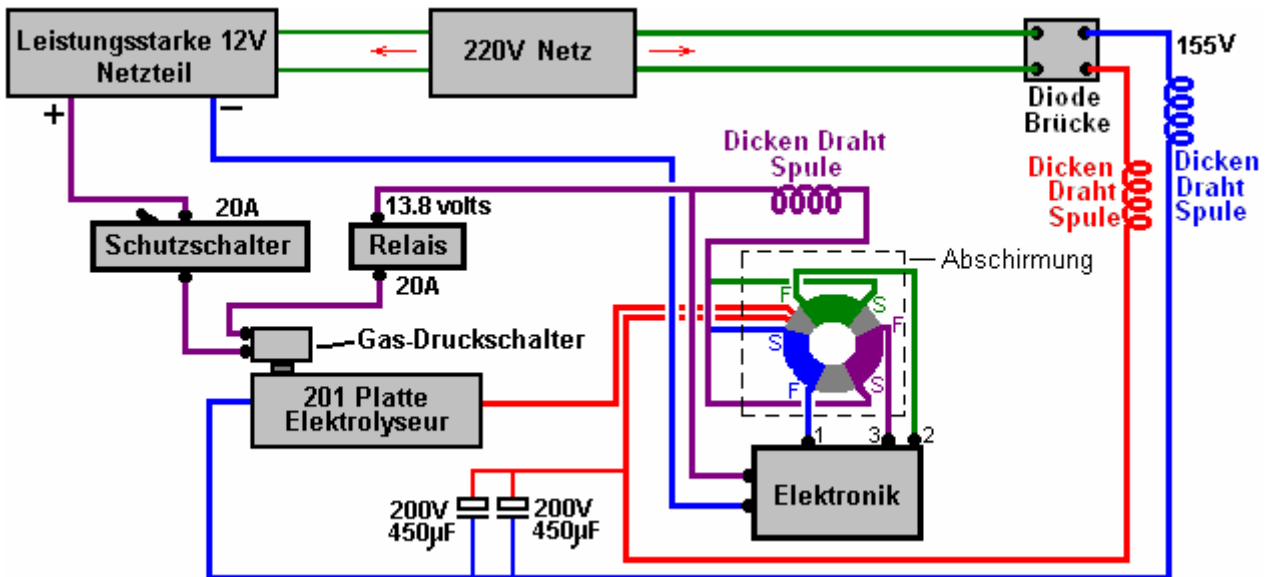 Leistungsstarke 12V
Netzteil
220V Netz
155V
Diode
Brücke
+
−
Dicken Draht
Spule
Dicken
Draht
Spule
Dicken
Draht
Spule
20A
13.8 volts
Schutzschalter
Relais
20A
Abschirmung
F
S
F
S
S
F
Gas-Druckschalter
201 Platte
Elektrolyseur
1
3
2
Elektronik
200V
450µF
200V
450µF